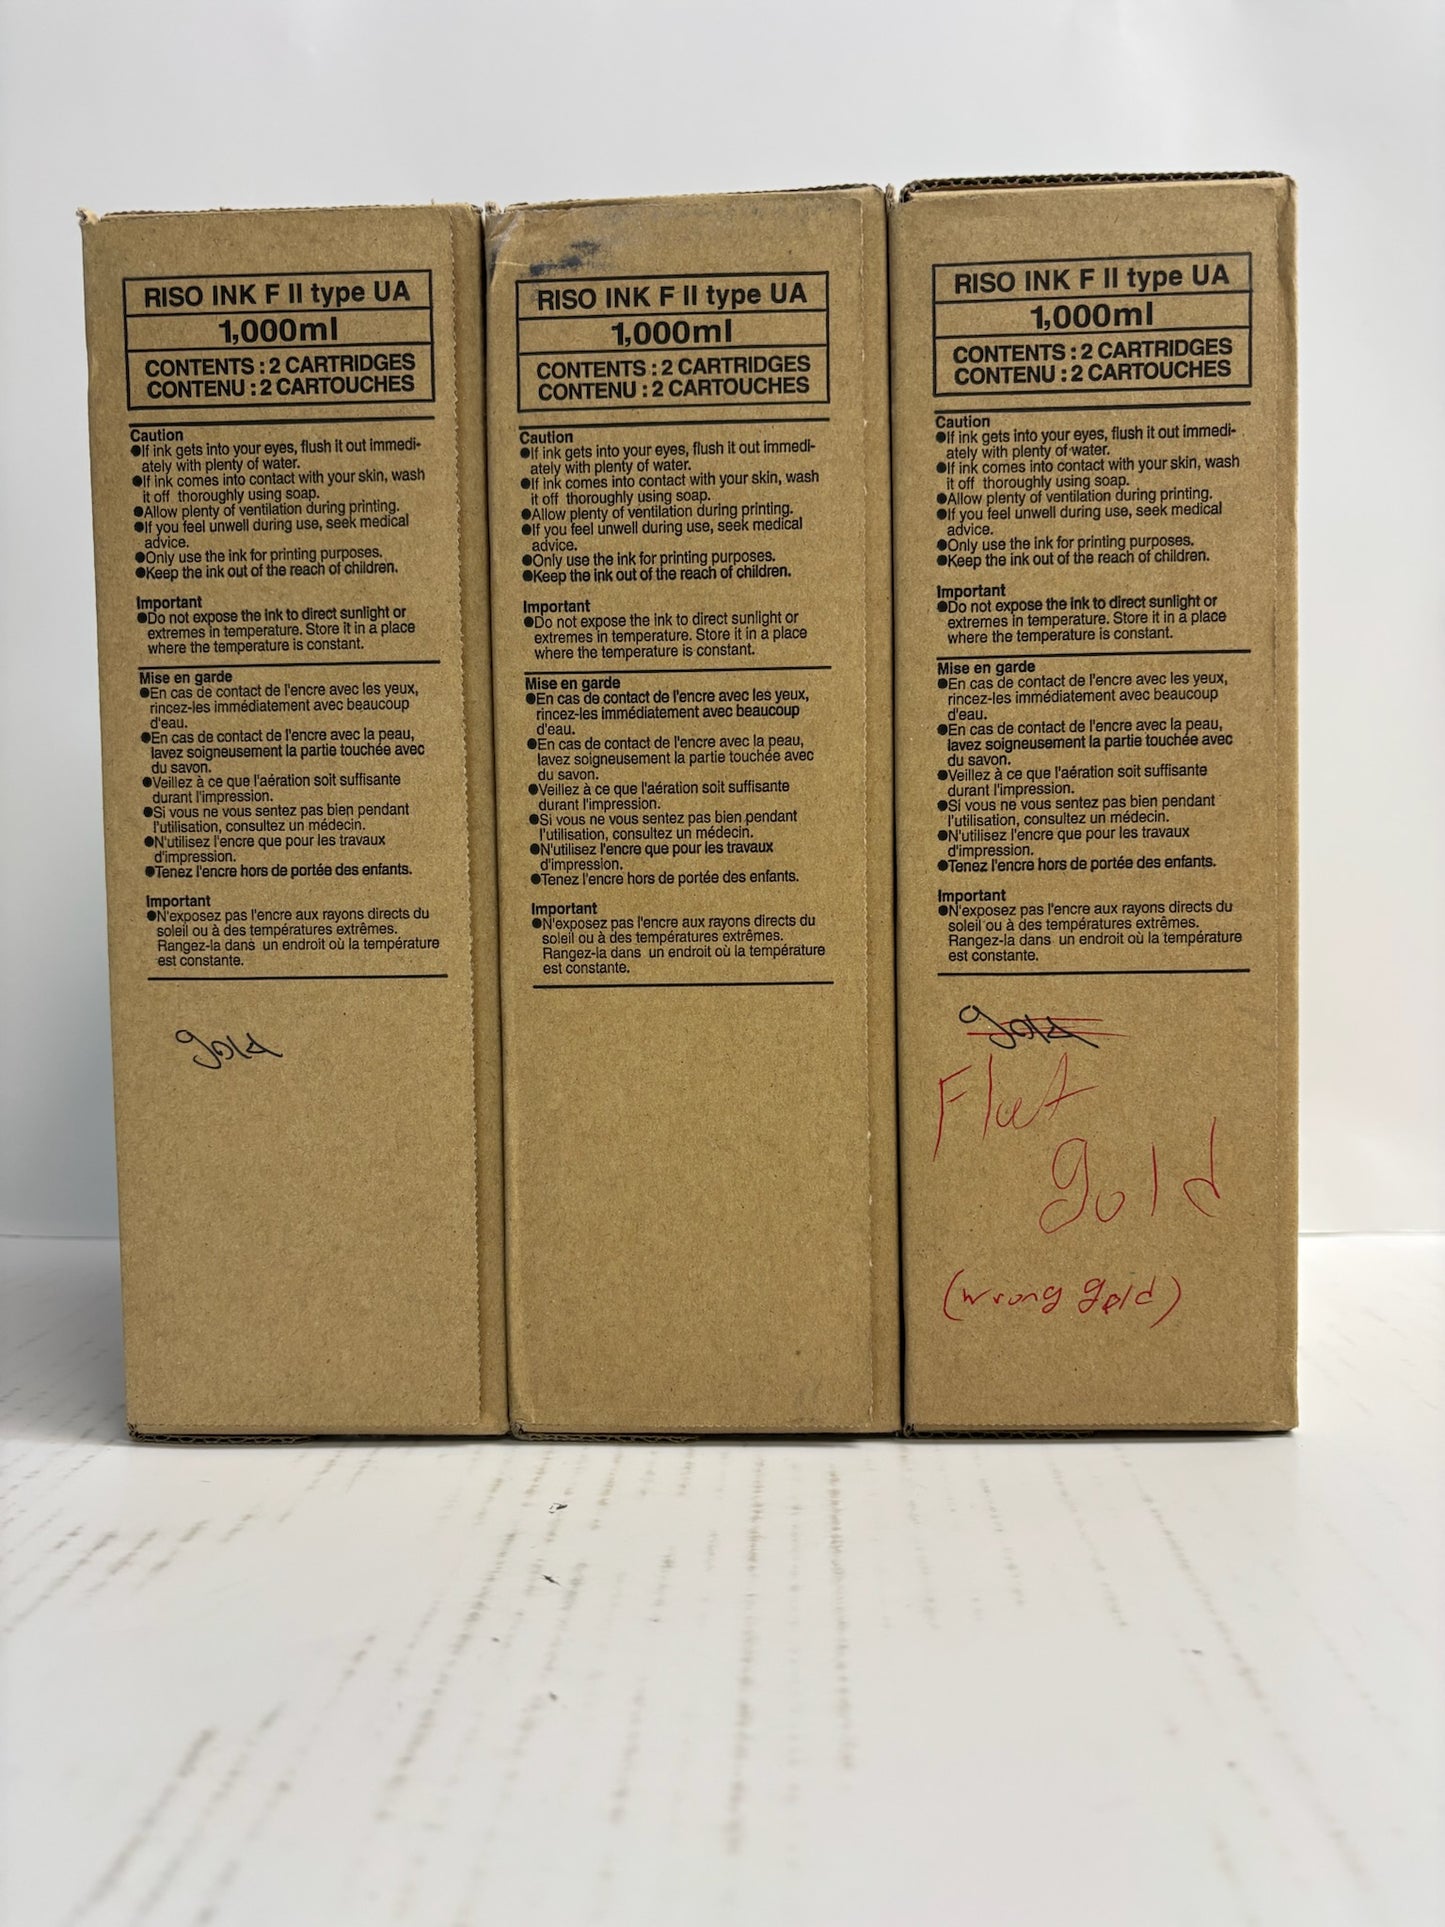 RISO INK F II type UA
1,000ml
CONTENTS : 2 CARTRIDGES
CONTENU : 2 CARTOUCHES
Caution
●If ink gets into your eyes, flush it out immedi-
ately with plenty of water.
●If ink comes into contact with your skin, wash
it off thoroughly using soap.
●Allow plenty of ventilation during printing.
●If you feel unwell during use, seek medical
advice.
●Only use the ink for printing purposes.
●Keep the ink out of the reach of children.
Important
●Do not expose the ink to direct sunlight or
extremes in temperature. Store it in a place
where the temperature is constant.
Mise en garde
●En cas de contact de l'encre avec les yeux,
rincez-les immédiatement avec beaucoup
d'eau.
●En cas de contact de l'encre avec la peau,
lavez soigneusement la partie touchée avec
du savon.
●Veillez à ce que l'aération soit suffisante
durant l'impression.
●Si vous ne vous sentez pas bien pendant
l'utilisation, consultez un médecin.
●N'utilisez l'encre que pour les travaux
d'impression.
●Tenez l'encre hors de portée des enfants.
Important
●N'exposez pas l'encre aux rayons directs du
soleil ou à des températures extrêmes.
Rangez-la dans un endroit où la température
est constante.
gold
RISO INK F II type UA
1,000ml
CONTENTS : 2 CARTRIDGES
CONTENU : 2 CARTOUCHES
Caution
●If ink gets into your eyes, flush it out immedi-
ately with plenty of water.
●If ink comes into contact with your skin, wash
it off thoroughly using soap.
●Allow plenty of ventilation during printing.
●If you feel unwell during use, seek medical
advice.
●Only use the ink for printing purposes.
●Keep the ink out of the reach of children.
Important
●Do not expose the ink to direct sunlight or
extremes in temperature. Store it in a place
where the temperature is constant.
Mise en garde
●En cas de contact de l'encre avec les yeux,
rincez-les immédiatement avec beaucoup
d'eau.
●En cas de contact de l'encre avec la peau,
lavez soigneusement la partie touchée avec
du savon.
●Veillez à ce que l'aération soit suffisante
durant l'impression.
●Si vous ne vous sentez pas bien pendant
l'utilisation, consultez un médecin.
●N'utilisez l'encre que pour les travaux
d'impression.
●Tenez l'encre hors de portée des enfants.
Important
●N'exposez pas l'encre aux rayons directs du
soleil ou à des températures extrêmes.
Rangez-la dans un endroit où la température
est constante.
RISO INK F II type UA
1,000ml
CONTENTS : 2 CARTRIDGES
CONTENU : 2 CARTOUCHES
Caution
●If ink gets into your eyes, flush it out immedi-
ately with plenty of water.
●If ink comes into contact with your skin, wash
it off thoroughly using soap.
●Allow plenty of ventilation during printing.
●If you feel unwell during use, seek medical
advice.
●Only use the ink for printing purposes.
●Keep the ink out of the reach of children.
Important
●Do not expose the ink to direct sunlight or
extremes in temperature. Store it in a place
where the temperature is constant.
Mise en garde
●En cas de contact de l'encre avec les yeux,
rincez-les immédiatement avec beaucoup
d'eau.
●En cas de contact de l'encre avec la peau,
lavez soigneusement la partie touchée avec
du savon.
●Veillez à ce que l'aération soit suffisante
durant l'impression.
●Si vous ne vous sentez pas bien pendant
l'utilisation, consultez un médecin.
●N'utilisez l'encre que pour les travaux
d'impression.
●Tenez l'encre hors de portée des enfants.
Important
●N'exposez pas l'encre aux rayons directs du
soleil ou à des températures extrêmes.
Rangez-la dans un endroit où la température
est constante.
gold
Flat
gold
(wrong gold)